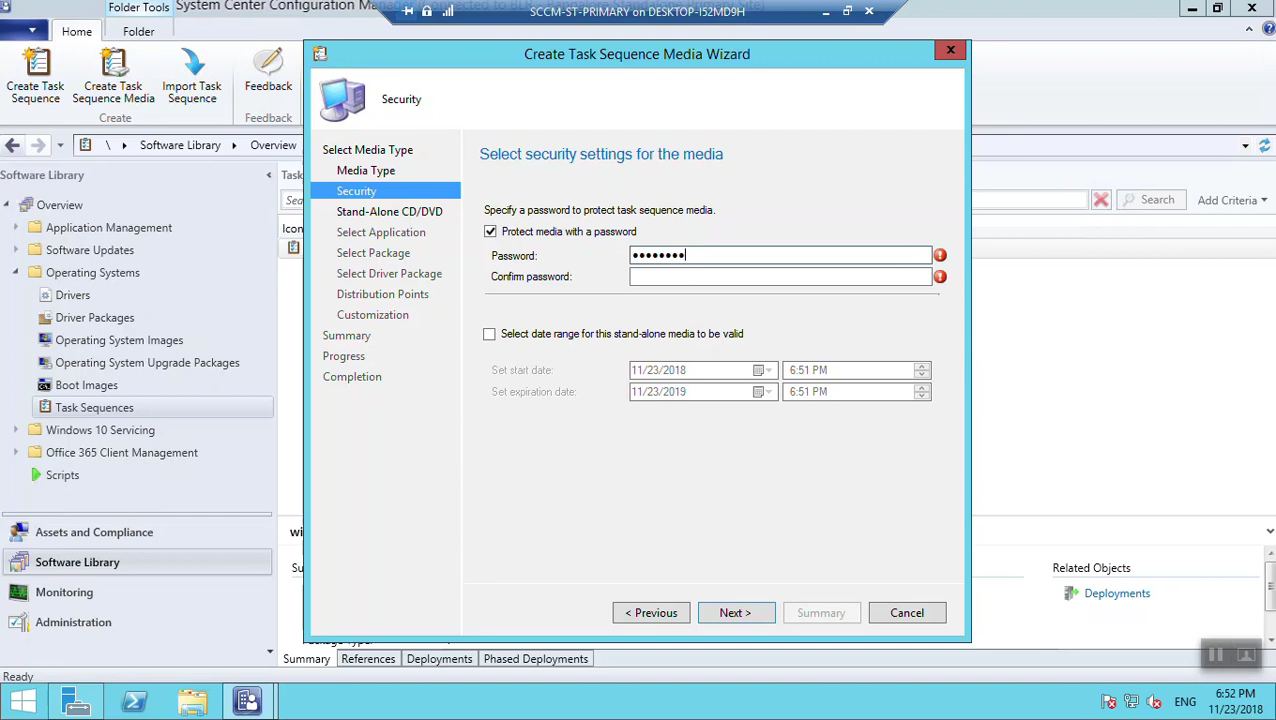 Folder Tools
System Center Configuration Manag
SCCM-ST-PRIMARY on DESKTOP-I52MD9H
Home
Folder
Create Task
Sequence
Create Task
Sequence Media
Import Task
Sequence
Feedback
Create
Feedback
\ ▸ Software Library ▸ Overview
Software Library
Overview
Application Management
Software Updates
Operating Systems
Drivers
Driver Packages
Operating System Images
Operating System Upgrade Packages
Boot Images
Task Sequences
Windows 10 Servicing
Office 365 Client Management
Scripts
Assets and Compliance
Software Library
Monitoring
Administration
Task
Sea
Icon
Search
Add Criteria
Create Task Sequence Media Wizard
Security
Select Media Type
Media Type
Security
Stand-Alone CD/DVD
Select Application
Select Package
Select Driver Package
Distribution Points
Customization
Summary
Progress
Completion
Select security settings for the media
Specify a password to protect task sequence media.
Protect media with a password
Password: ●●●●●●●●
Confirm password:
Select date range for this stand-alone media to be valid
Set start date: 11/23/2018 6:51 PM
Set expiration date: 11/23/2019 6:51 PM
< Previous
Next >
Summary
Cancel
wi
Su
Related Objects
Deployments
Summary References Deployments Phased Deployments
Ready
ENG
6:52 PM
11/23/2018